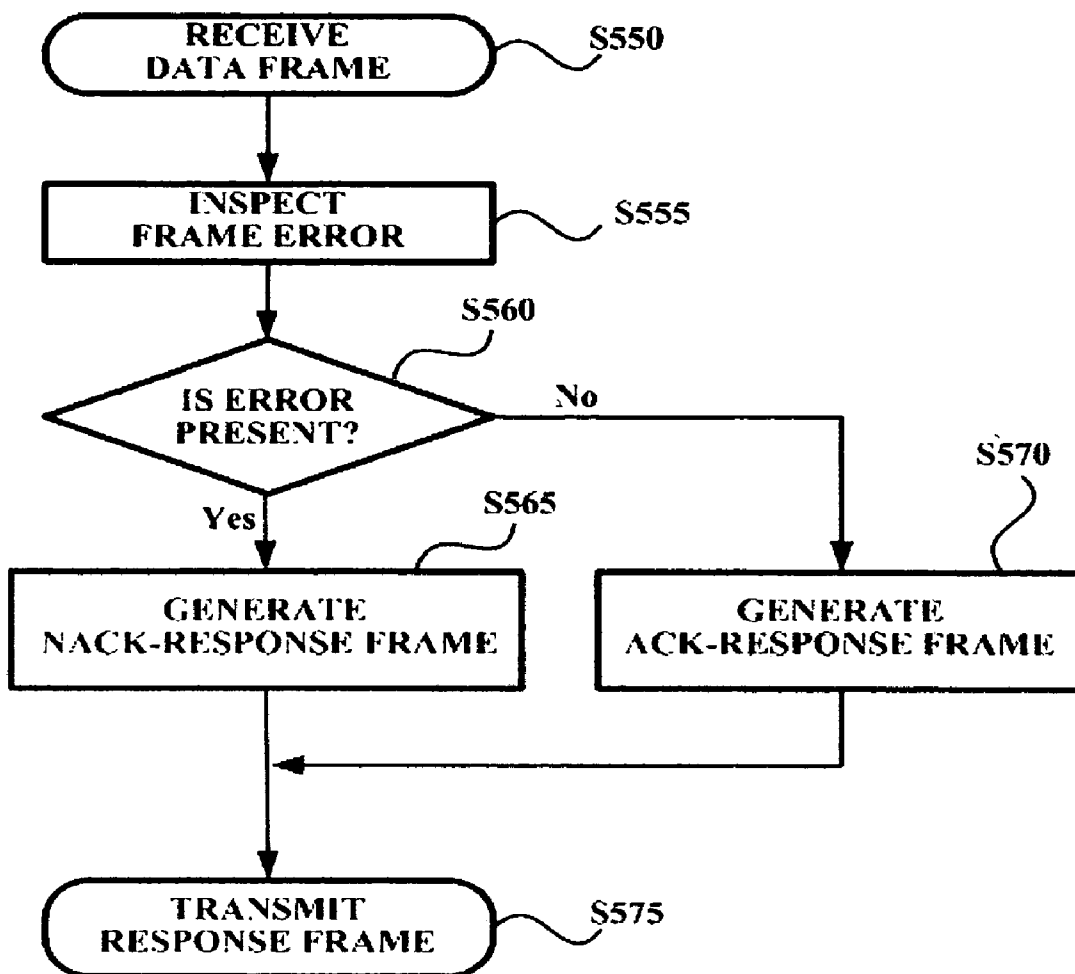 RECEIVE
DATA FRAME
S550
INSPECT
FRAME ERROR
S555
S560
IS ERROR
PRESENT?
No
Yes
S565
S570
GENERATE
NACK-RESPONSE FRAME
GENERATE
ACK-RESPONSE FRAME
TRANSMIT
RESPONSE FRAME
S575